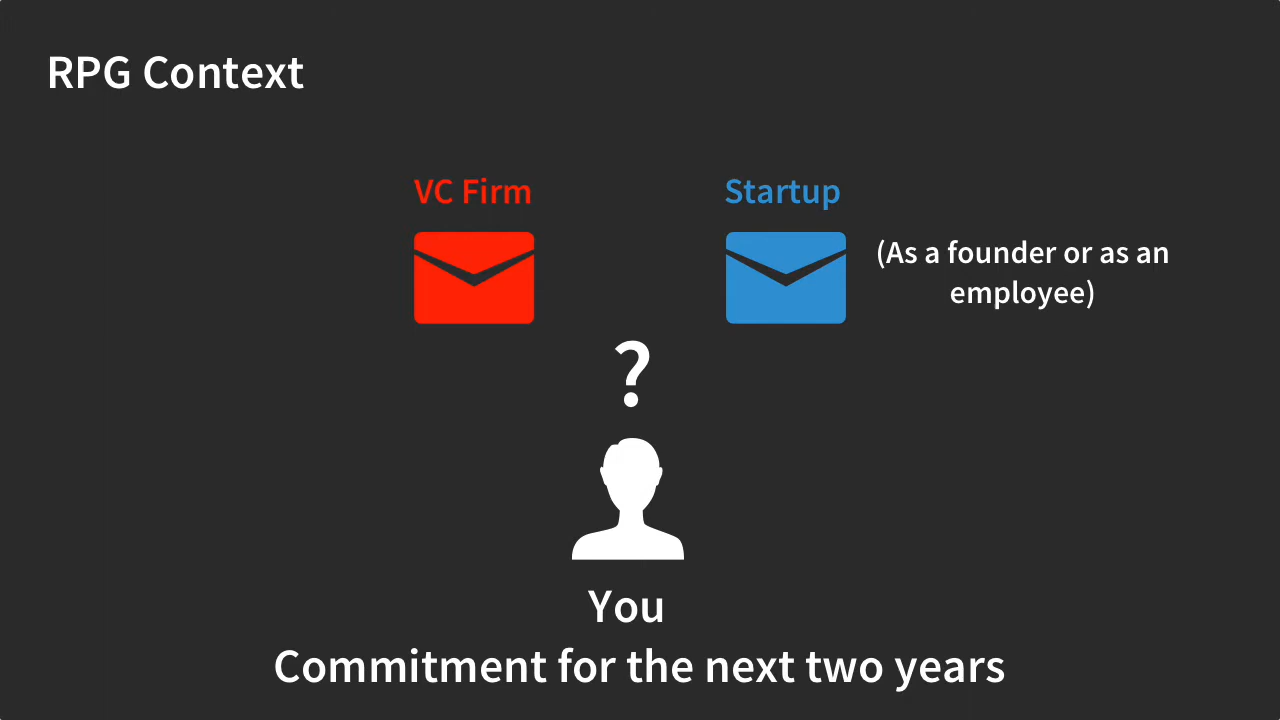 RPG Context
VC Firm
Startup
(As a founder or as an
employee)
?
You
Commitment for the next two years